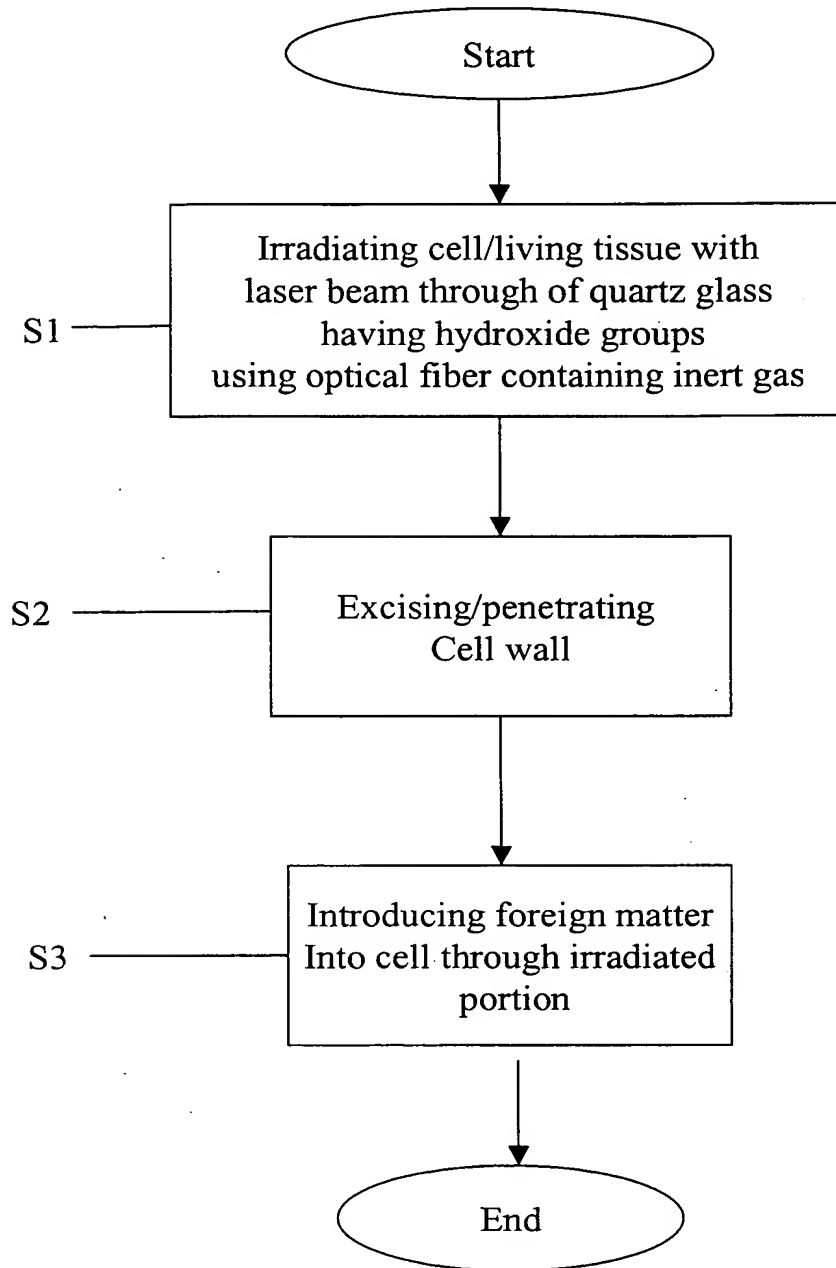 Start
Irradiating cell/living tissue with
laser beam through of quartz glass
having hydroxide groups
using optical fiber containing inert gas
S1
Excising/penetrating
Cell wall
S2
Introducing foreign matter
Into cell through irradiated
portion
S3
End